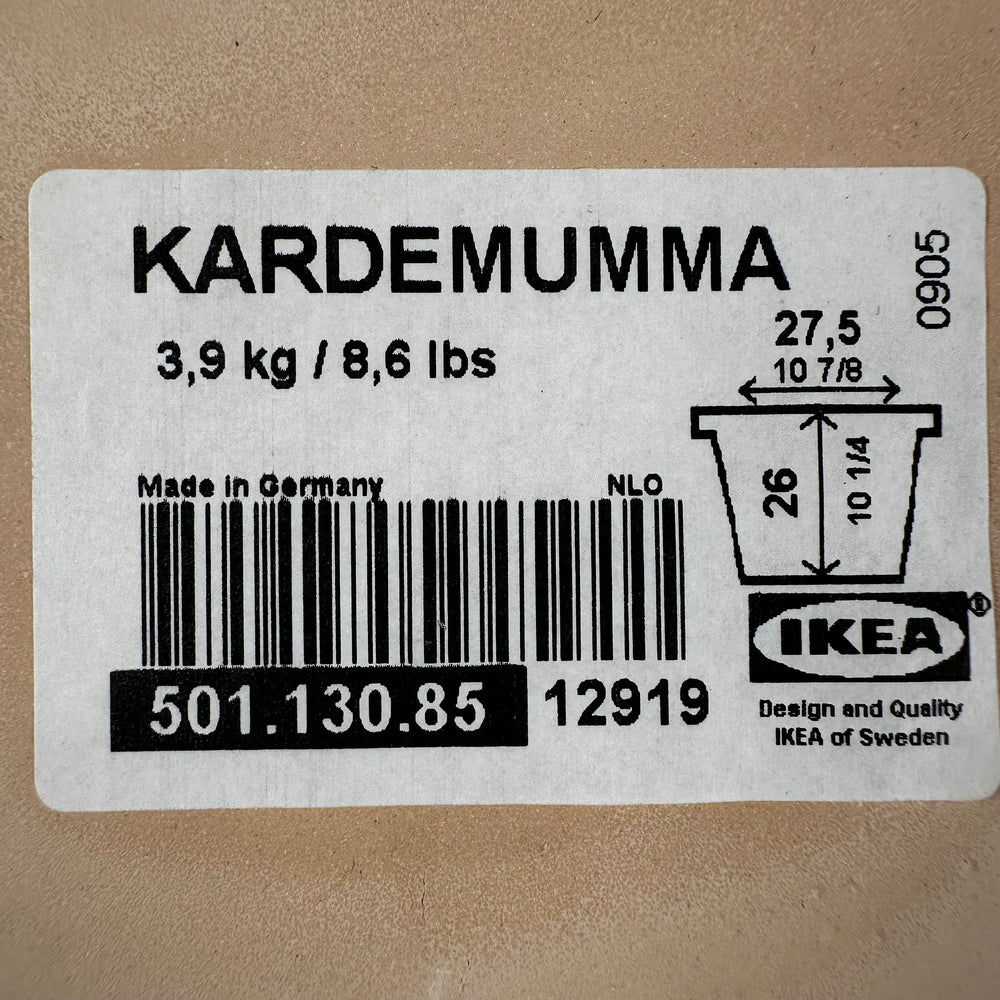 KARDEMUMMA
0905
3,9 kg / 8,6 lbs
27,5
10 7/8
26
10 1/4
Made in Germany
NLO
501.130.85
12919
IKEA®
Design and Quality
IKEA of Sweden